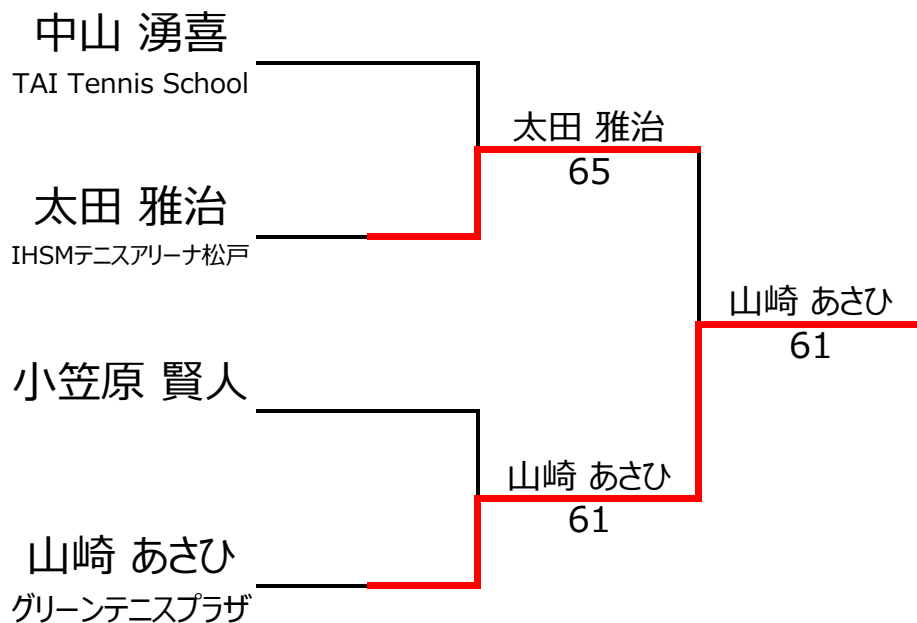 中山 湧喜
TAI Tennis School
太田 雅治
65
太田 雅治
IHSMテニスアリーナ松戸
山崎 あさひ
61
小笠原 賢人
山崎 あさひ
61
山崎 あさひ
グリーンテニスプラザ